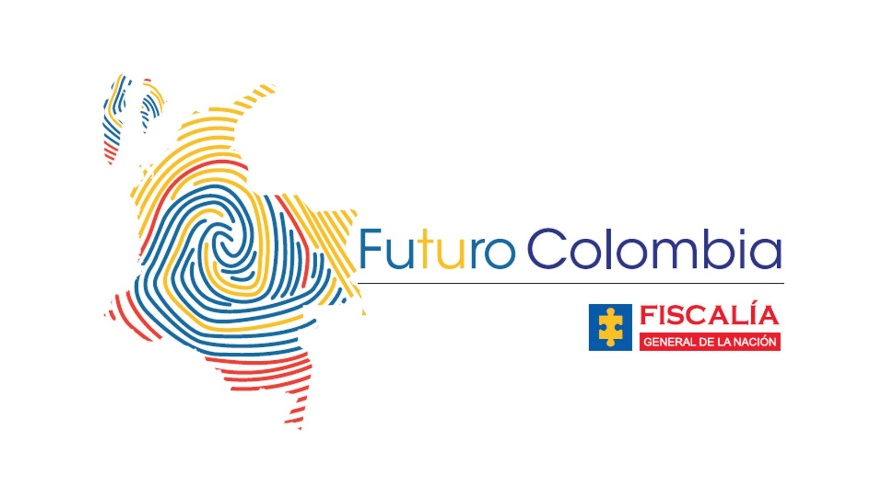 Futuro Colombia
FISCALÍA
GENERAL DE LA NACIÓN